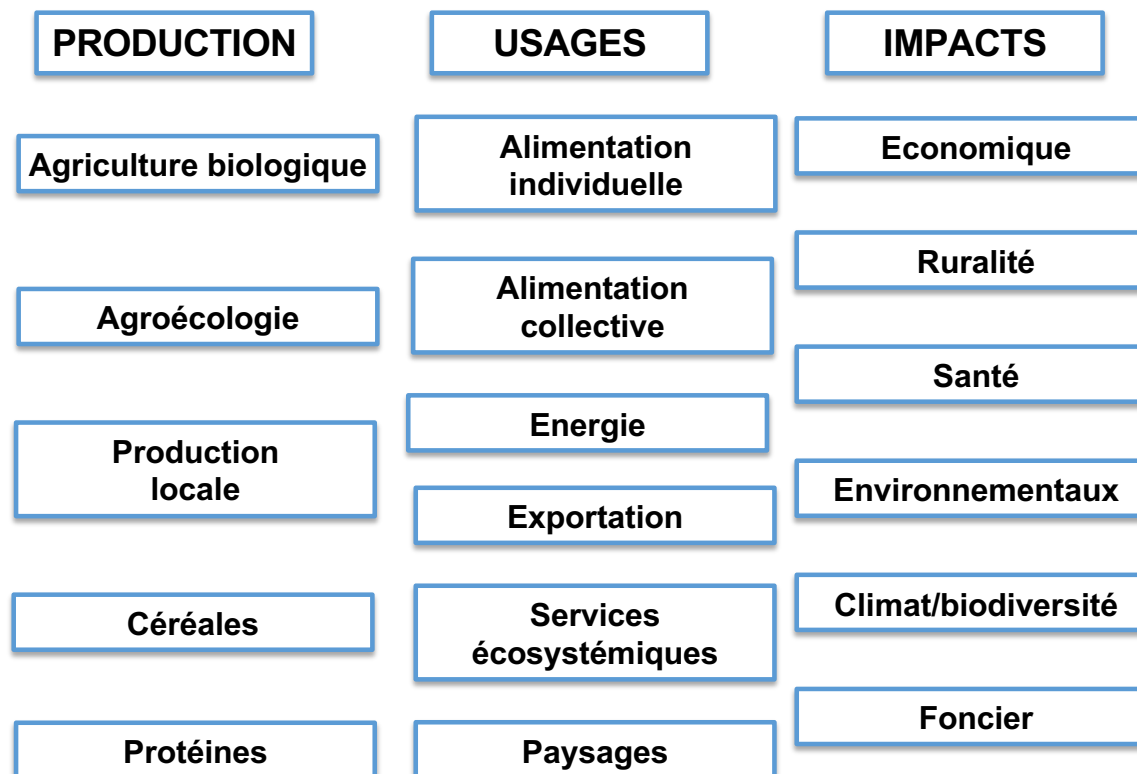 PRODUCTION
Agriculture biologique
Agroécologie
Production
locale
Céréales
Protéines
USAGES
Alimentation
individuelle
Alimentation
collective
Energie
Exportation
Services
écosystémiques
Paysages
IMPACTS
Economique
Ruralité
Santé
Environnementaux
Climat/biodiversité
Foncier